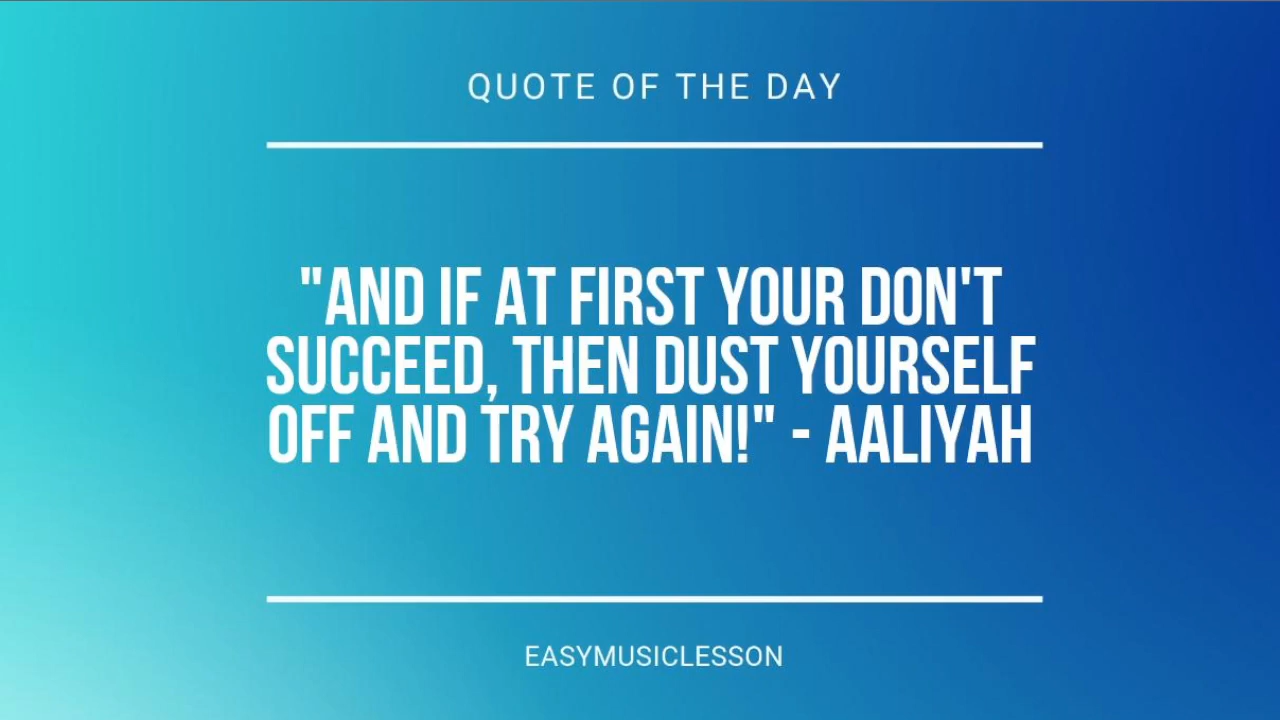 QUOTE OF THE DAY
"AND IF AT FIRST YOUR DON'T
SUCCEED, THEN DUST YOURSELF
OFF AND TRY AGAIN!" - AALIYAH
EASYMUSICLESSON